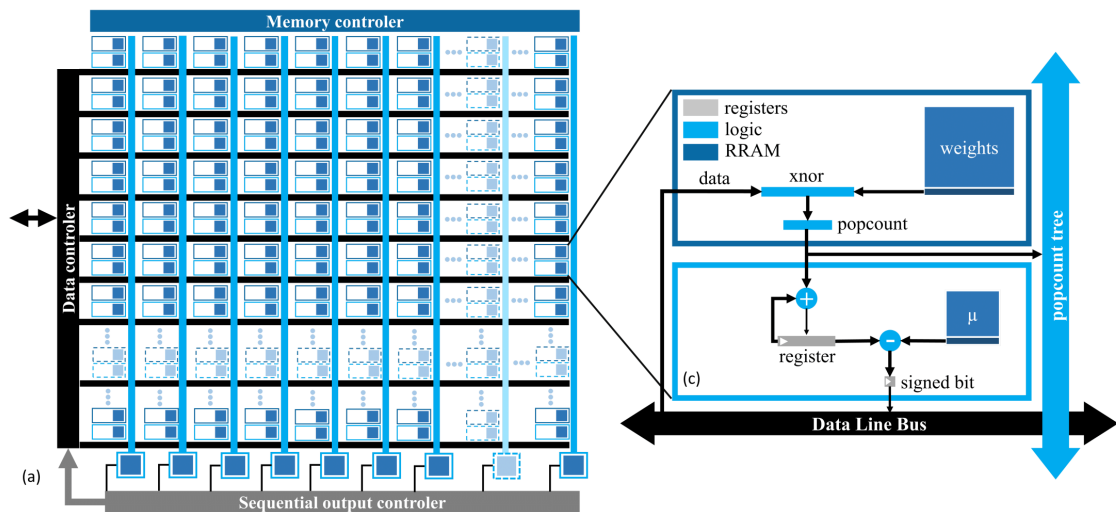 Memory controler
Data controler
(a)
Sequential output controler
registers
logic
RRAM
weights
data
xnor
popcount
popcount tree
+
μ
-
register
(c)
signed bit
Data Line Bus